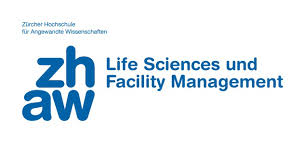 Zürcher Hochschule
für Angewandte Wissenschaften
zh
aw
Life Sciences und
Facility Management